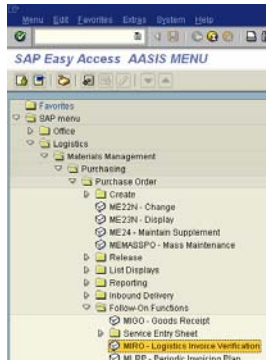 Menu Edit Favorites Extras System Help
SAP Easy Access AASIS MENU
Favorites
SAP menu
Office
Logistics
Materials Management
Purchasing
Purchase Order
Create
ME22N - Change
ME23N - Display
ME24 - Maintain Supplement
MEMASSPO - Mass Maintenance
Release
List Displays
Reporting
Inbound Delivery
Follow-On Functions
MIGO - Goods Receipt
Service Entry Sheet
MIRO - Logistics Invoice Verification
MLRP - Periodic Invoicing Plan